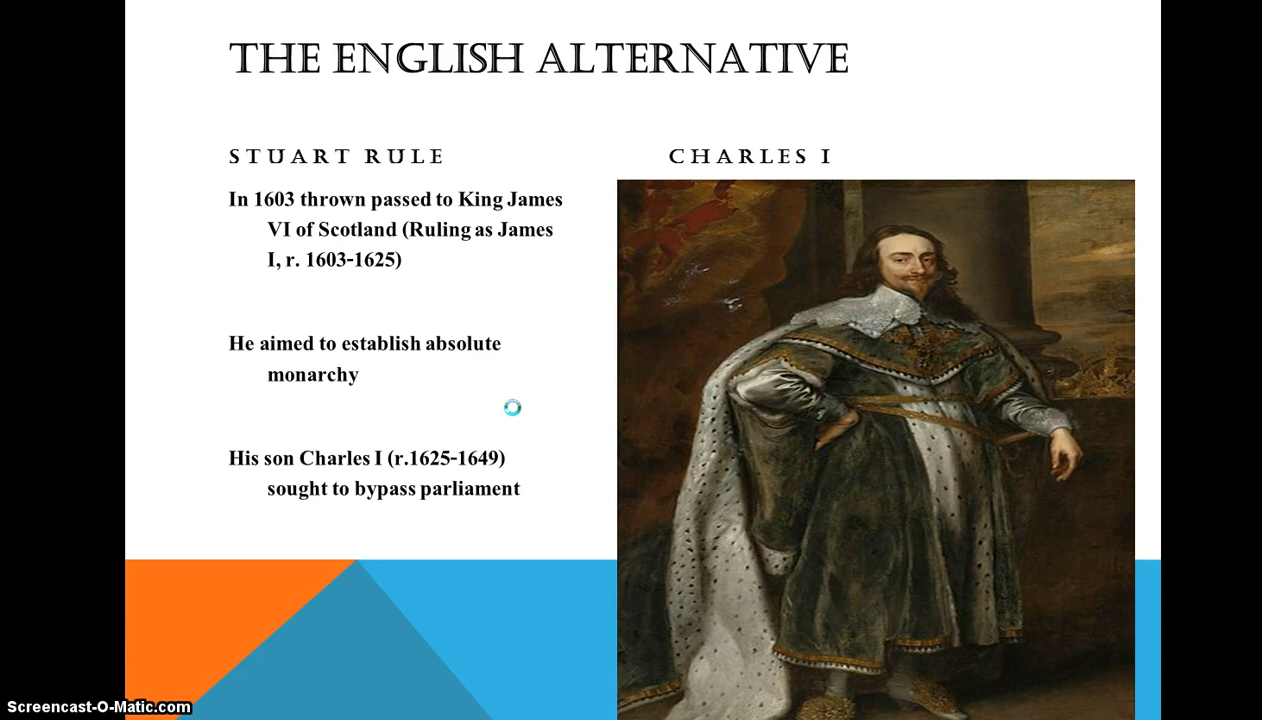 THE ENGLISH ALTERNATIVE
STUART RULE
In 1603 thrown passed to King James
VI of Scotland (Ruling as James
I, r. 1603-1625)
He aimed to establish absolute
monarchy
His son Charles I (r.1625-1649)
sought to bypass parliament
CHARLES I
Screencast-O-Matic.com